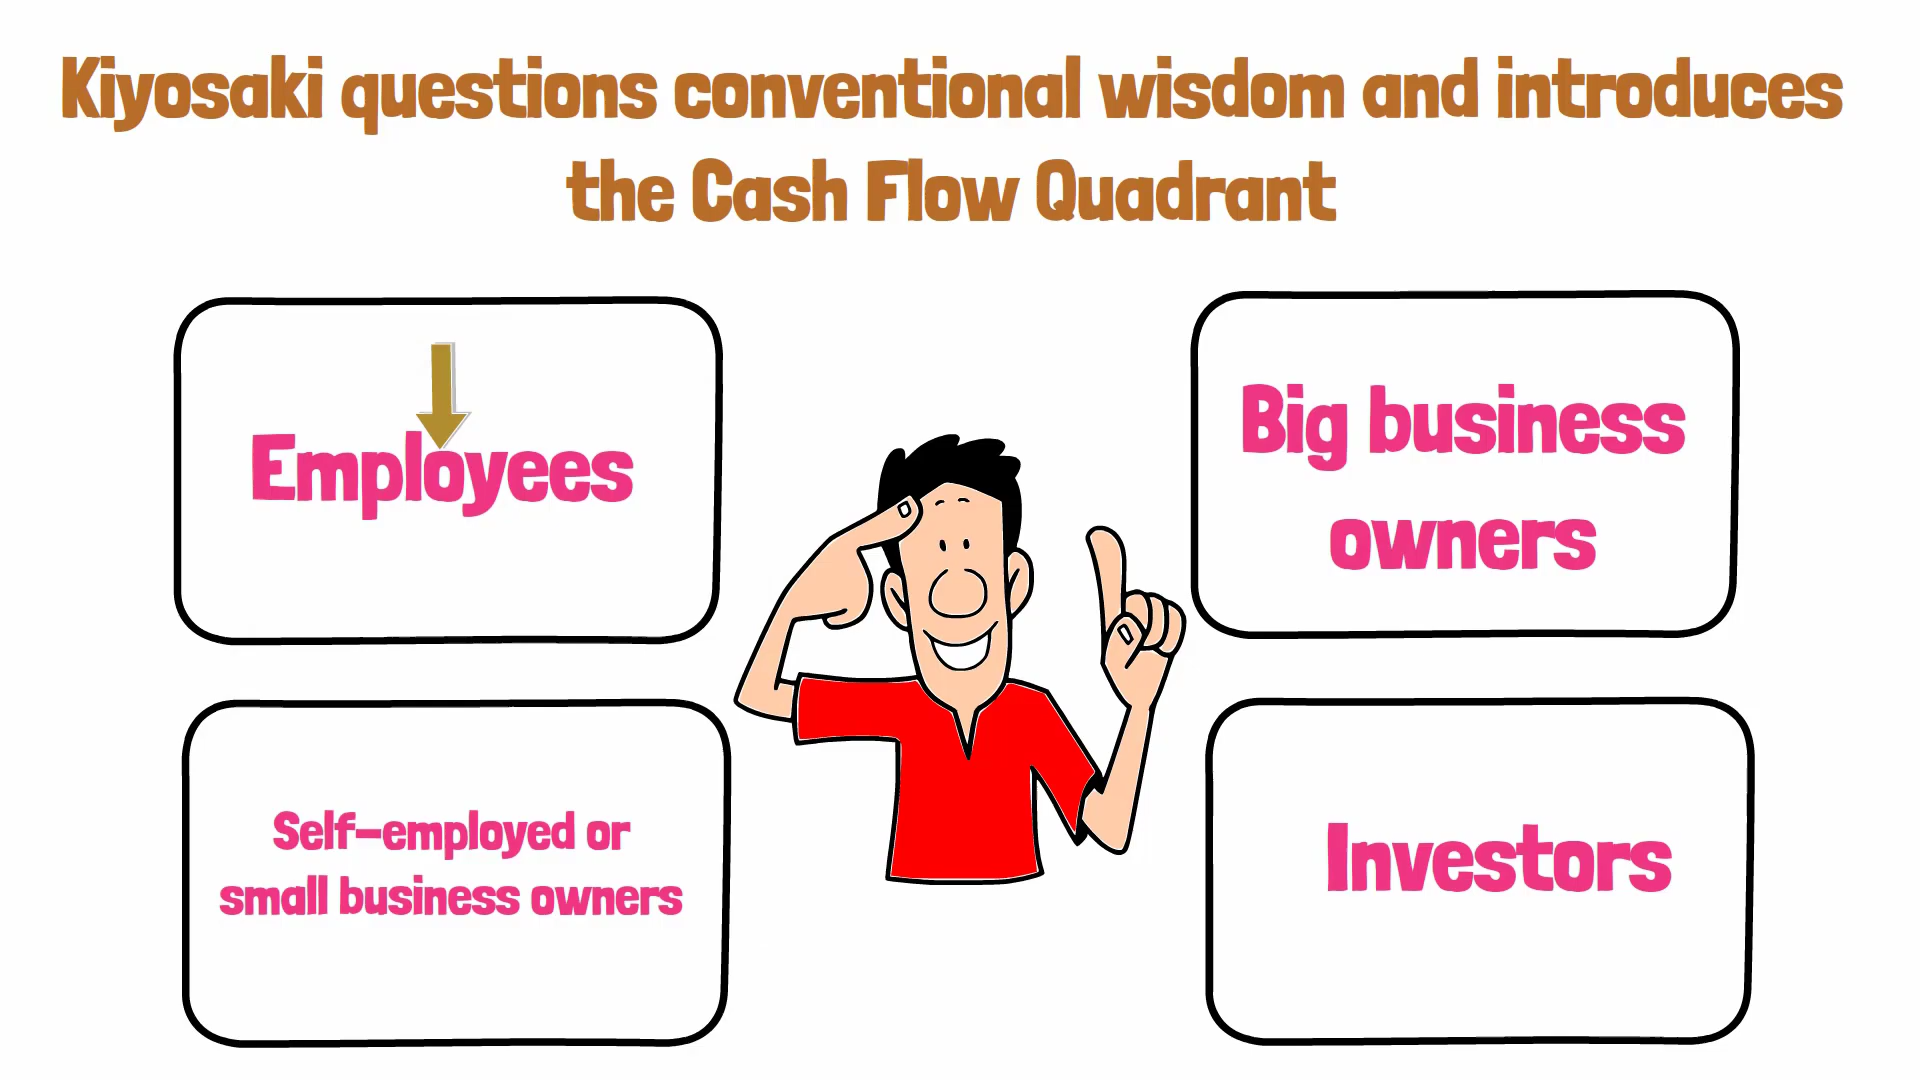 Kiyosaki questions conventional wisdom and introduces
the Cash Flow Quadrant
Employees
Big business
owners
Self-employed or
small business owners
Investors